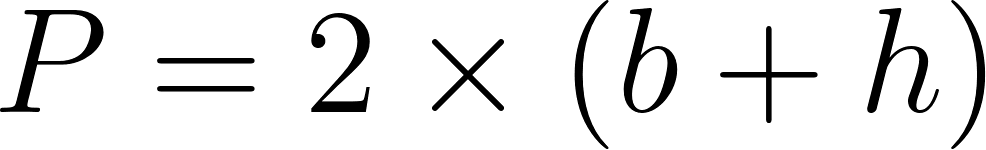 P = 2 × (b + h)